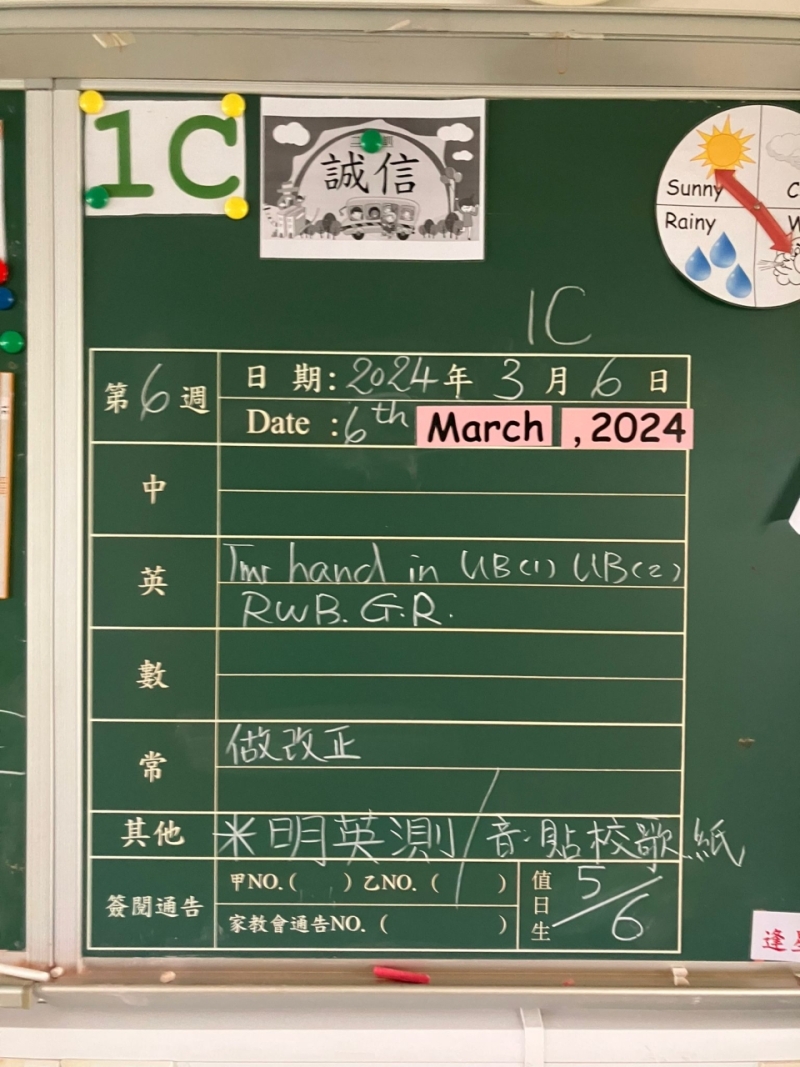 1C
誠信
Sunny
Rainy
1C
第6週
日 期: 2024年 3 月 6 日
Date : 6th March , 2024
中
英
Tmr hand in UB(1) UB(2)
RWB. G.R.
數
常
做改正
其他
米明英測 / 音:貼校歌紙
簽閱通告
甲NO.( ) 乙NO. ( )
家教會通告NO. ( )
值日生
5/6